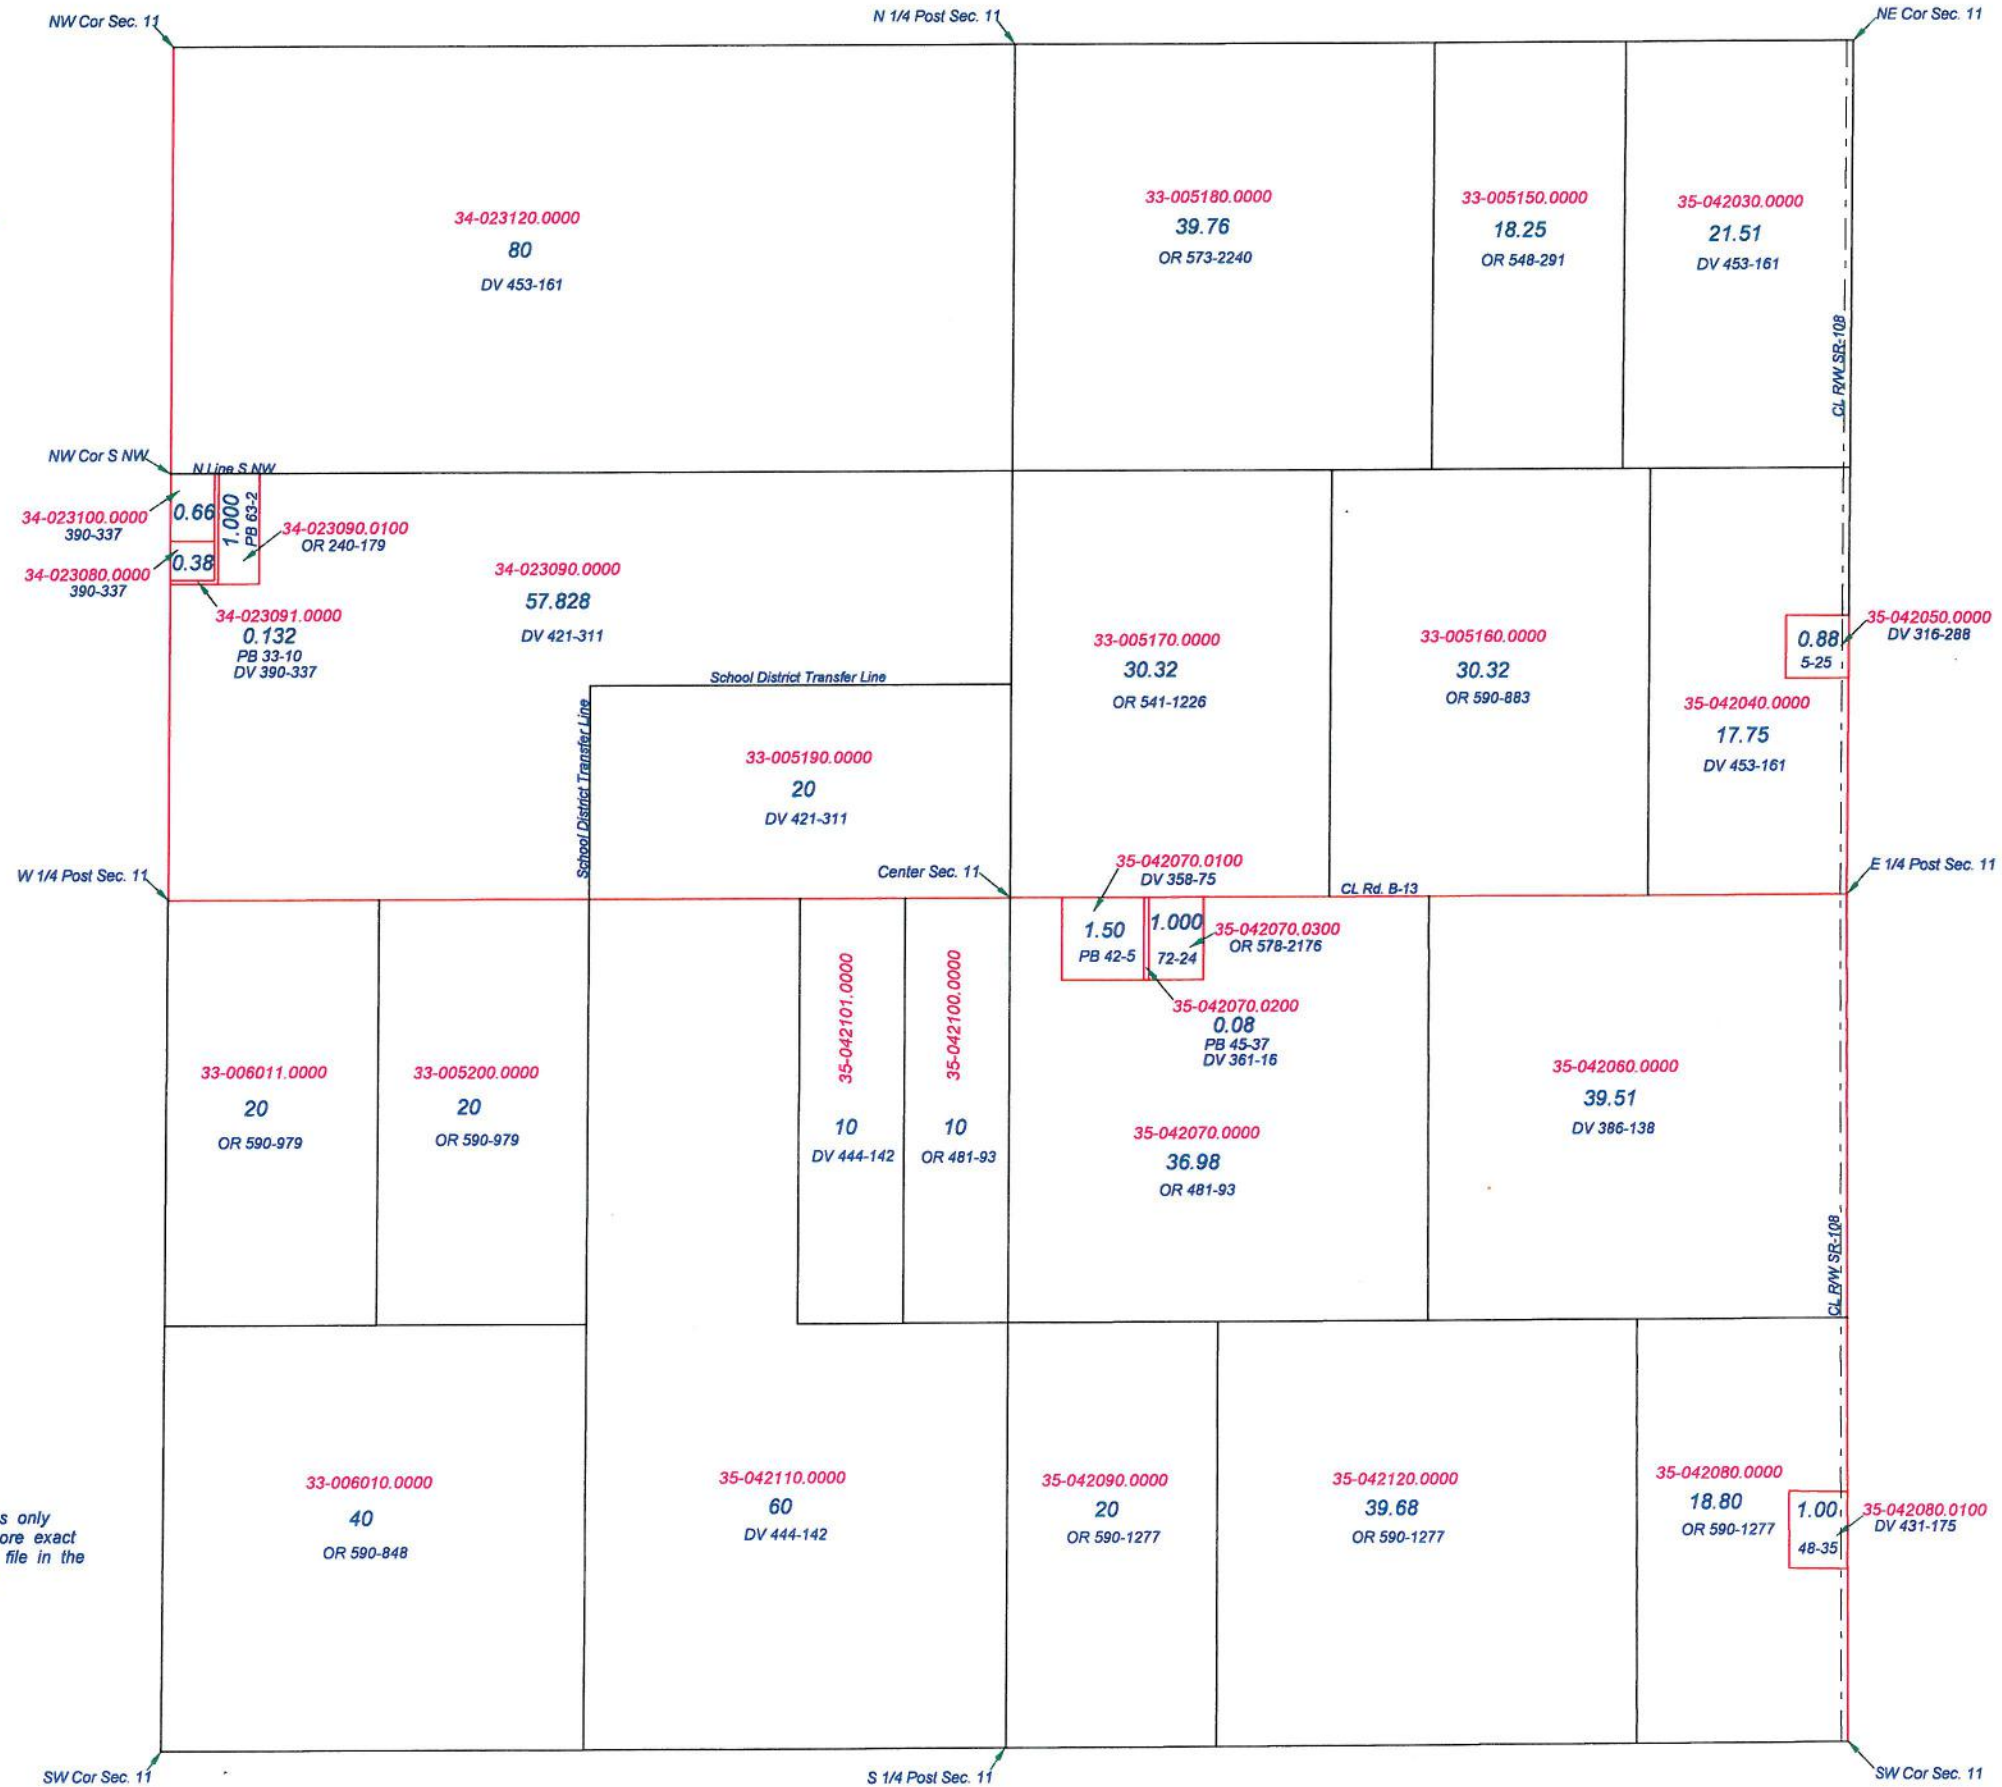 NW Cor Sec. 11
N 1/4 Post Sec. 11
NE Cor Sec. 11
34-023120.0000
80
DV 453-161
33-005180.0000
39.76
OR 573-2240
33-005150.0000
18.25
OR 548-291
35-042030.0000
21.51
DV 453-161
CL R/W SR-108
NW Cor S NW
N Line S NW
34-023100.0000
390-337
0.66
1.000
PB 63-2
34-023090.0100
OR 240-179
34-023080.0000
390-337
0.38
34-023091.0000
0.132
PB 33-10
DV 390-337
34-023090.0000
57.828
DV 421-311
School District Transfer Line
School District Transfer Line
33-005190.0000
20
DV 421-311
33-005170.0000
30.32
OR 541-1226
33-005160.0000
30.32
OR 590-883
35-042050.0000
DV 316-288
0.88
5-25
35-042040.0000
17.75
DV 453-161
W 1/4 Post Sec. 11
Center Sec. 11
E 1/4 Post Sec. 11
35-042070.0100
DV 358-75
CL Rd. B-13
1.50
PB 42-5
1.000
72-24
35-042070.0300
OR 578-2176
35-042070.0200
0.08
PB 45-37
DV 361-16
33-006011.0000
20
OR 590-979
33-005200.0000
20
OR 590-979
35-042101.0000
10
DV 444-142
35-042100.0000
10
OR 481-93
35-042070.0000
36.98
OR 481-93
35-042060.0000
39.51
DV 386-138
CL R/W SR-108
33-006010.0000
40
OR 590-848
35-042110.0000
60
DV 444-142
35-042090.0000
20
OR 590-1277
35-042120.0000
39.68
OR 590-1277
35-042080.0000
18.80
OR 590-1277
1.00
48-35
35-042080.0100
DV 431-175
s only
ore exact
file in the
SW Cor Sec. 11
S 1/4 Post Sec. 11
SW Cor Sec. 11